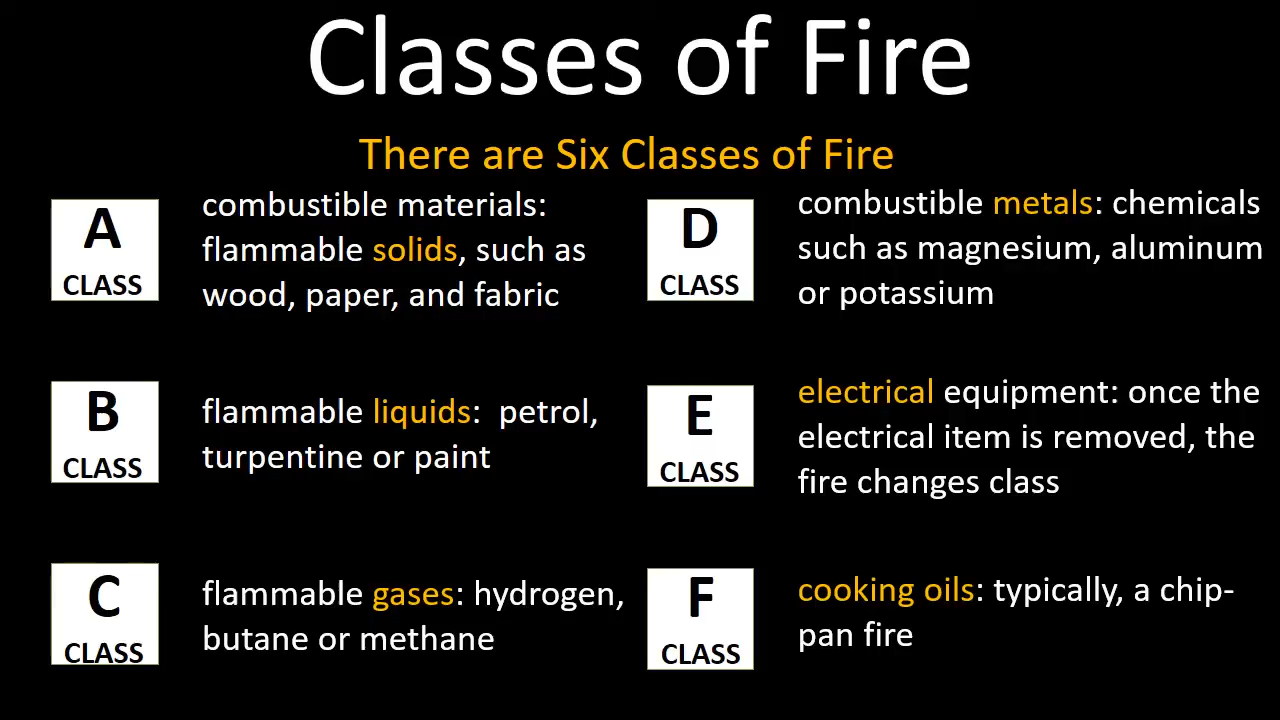 Classes of Fire
There are Six Classes of Fire
A
CLASS
combustible materials:
flammable solids, such as
wood, paper, and fabric
B
CLASS
flammable liquids:  petrol,
turpentine or paint
C
CLASS
flammable gases: hydrogen,
butane or methane
D
CLASS
combustible metals: chemicals
such as magnesium, aluminum
or potassium
E
CLASS
electrical equipment: once the
electrical item is removed, the
fire changes class
F
CLASS
cooking oils: typically, a chip-
pan fire